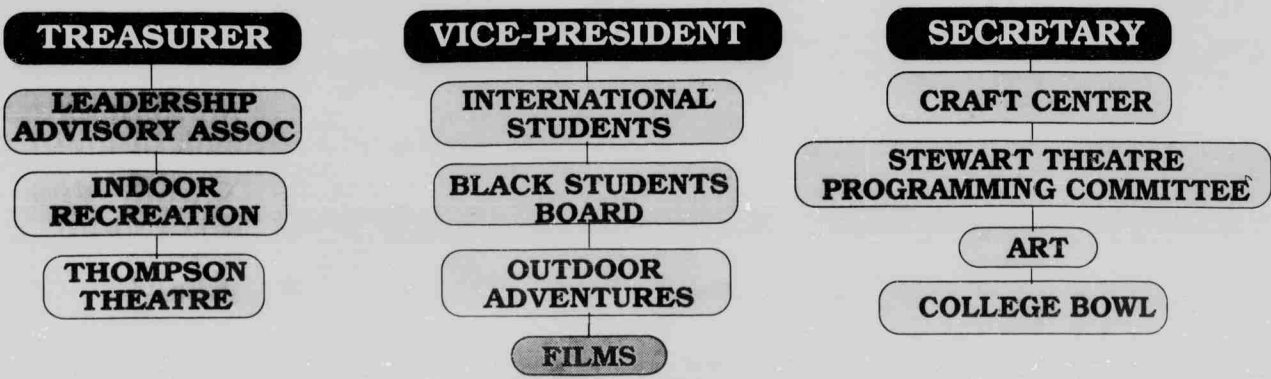 TREASURER
LEADERSHIP
ADVISORY ASSOC
INDOOR
RECREATION
THOMPSON
THEATRE
VICE-PRESIDENT
INTERNATIONAL
STUDENTS
BLACK STUDENTS
BOARD
OUTDOOR
ADVENTURES
FILMS
SECRETARY
CRAFT CENTER
STEWART THEATRE
PROGRAMMING COMMITTEE
ART
COLLEGE BOWL